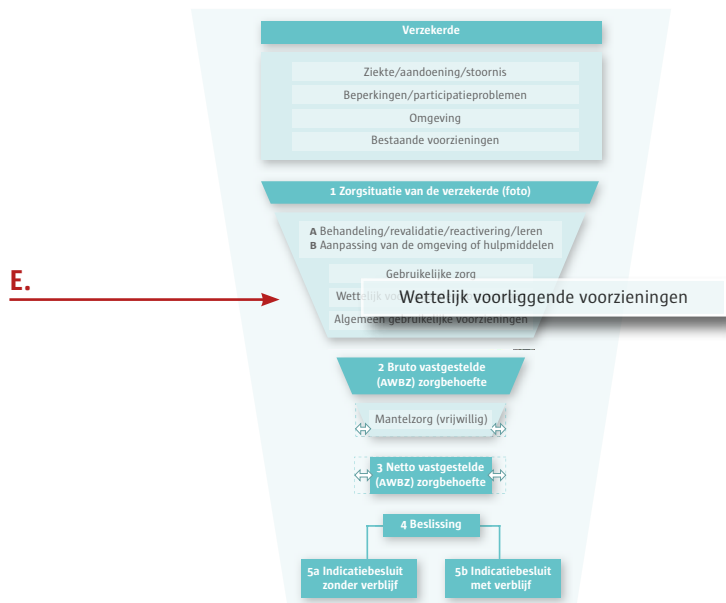 Verzekerde
Ziekte/aandoening/stoornis
Beperkingen/participatieproblemen
Omgeving
Bestaande voorzieningen
1 Zorgsituatie van de verzekerde (foto)
A Behandeling/revalidatie/reactivering/leren
B Aanpassing van de omgeving of hulpmiddelen
Gebruikelijke zorg
E.
Wettelijk voorliggende voorzieningen
Algemeen gebruikelijke voorzieningen
2 Bruto vastgestelde
(AWBZ) zorgbehoefte
Mantelzorg (vrijwillig)
3 Netto vastgestelde
(AWBZ) zorgbehoefte
4 Beslissing
5a Indicatiebesluit
zonder verblijf
5b Indicatiebesluit
met verblijf